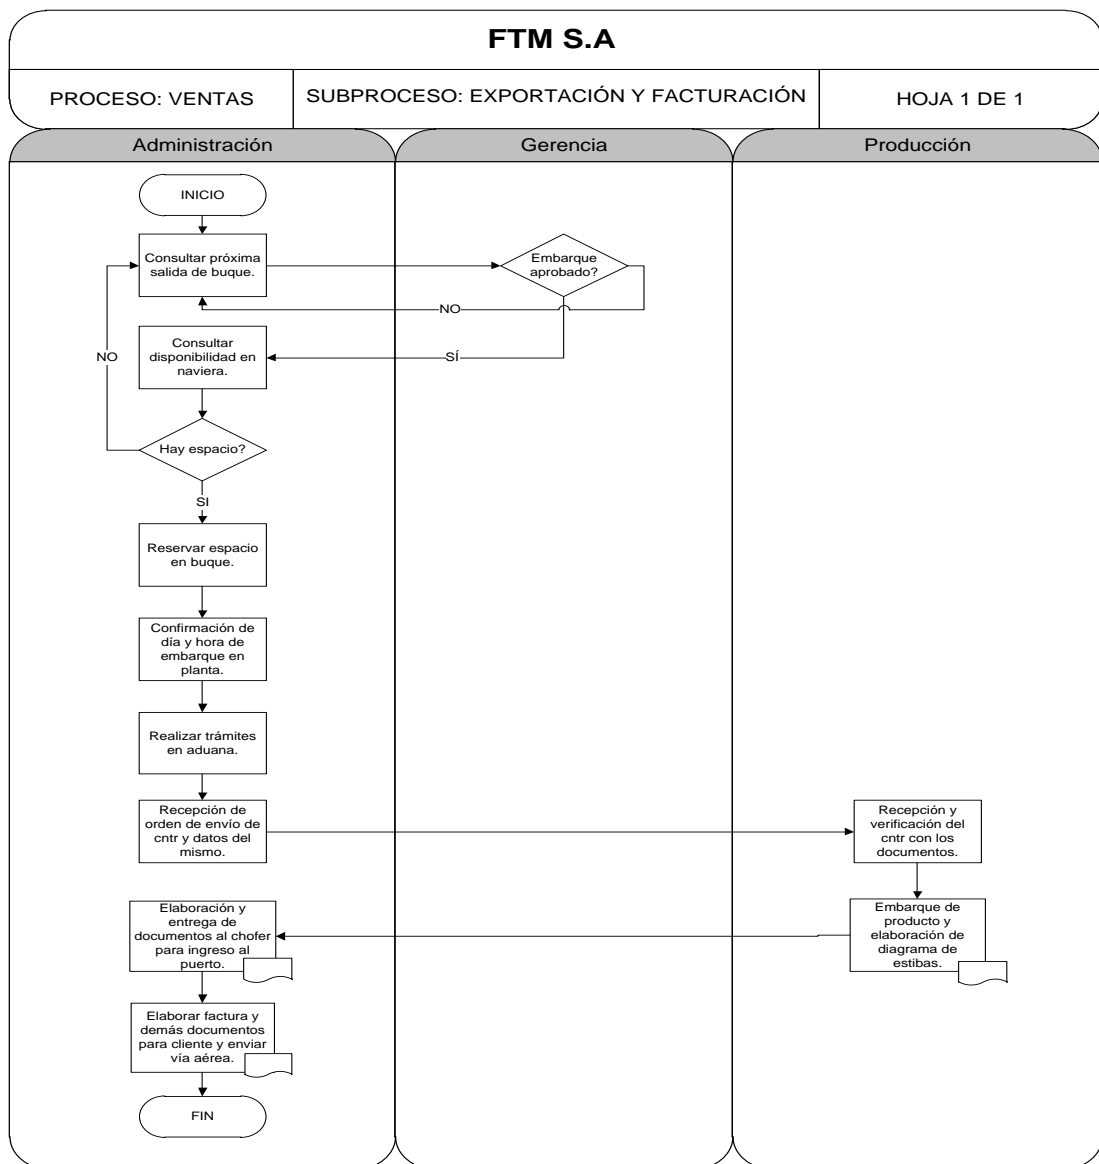 FTM S.A
PROCESO: VENTAS
SUBPROCESO: EXPORTACIÓN Y FACTURACIÓN
HOJA 1 DE 1
Administración
Gerencia
Producción
INICIO
Consultar próxima
salida de buque.
Embarque
aprobado?
NO
Consultar
disponibilidad en
naviera.
SÍ
NO
Hay espacio?
SI
Reservar espacio
en buque.
Confirmación de
día y hora de
embarque en
planta.
Realizar trámites
en aduana.
Recepción de
orden de envío de
cntr y datos del
mismo.
Recepción y
verificación del
cntr con los
documentos.
Embarque de
producto y
elaboración de
diagrama de
estibas.
Elaboración y
entrega de
documentos al chofer
para ingreso al
puerto.
Elaborar factura y
demás documentos
para cliente y enviar
vía aérea.
FIN